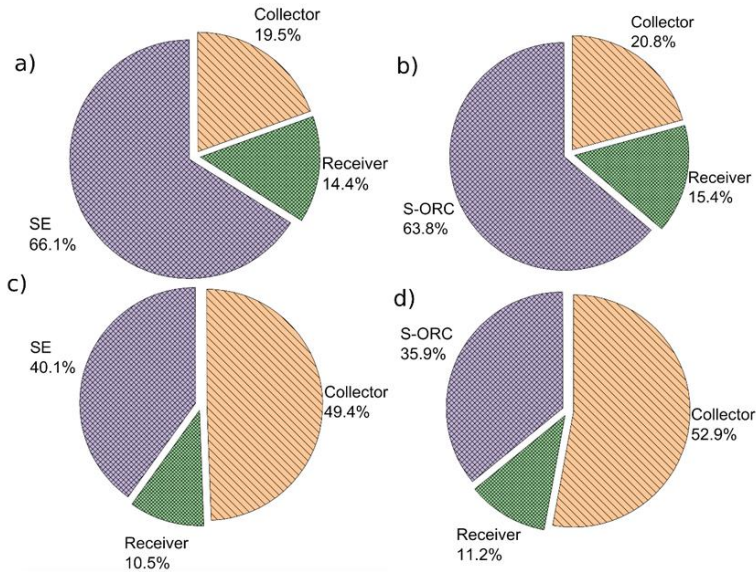 a)
Collector
19.5%
Receiver
14.4%
SE
66.1%
b)
Collector
20.8%
Receiver
15.4%
S-ORC
63.8%
c)
SE
40.1%
Collector
49.4%
Receiver
10.5%
d)
S-ORC
35.9%
Collector
52.9%
Receiver
11.2%